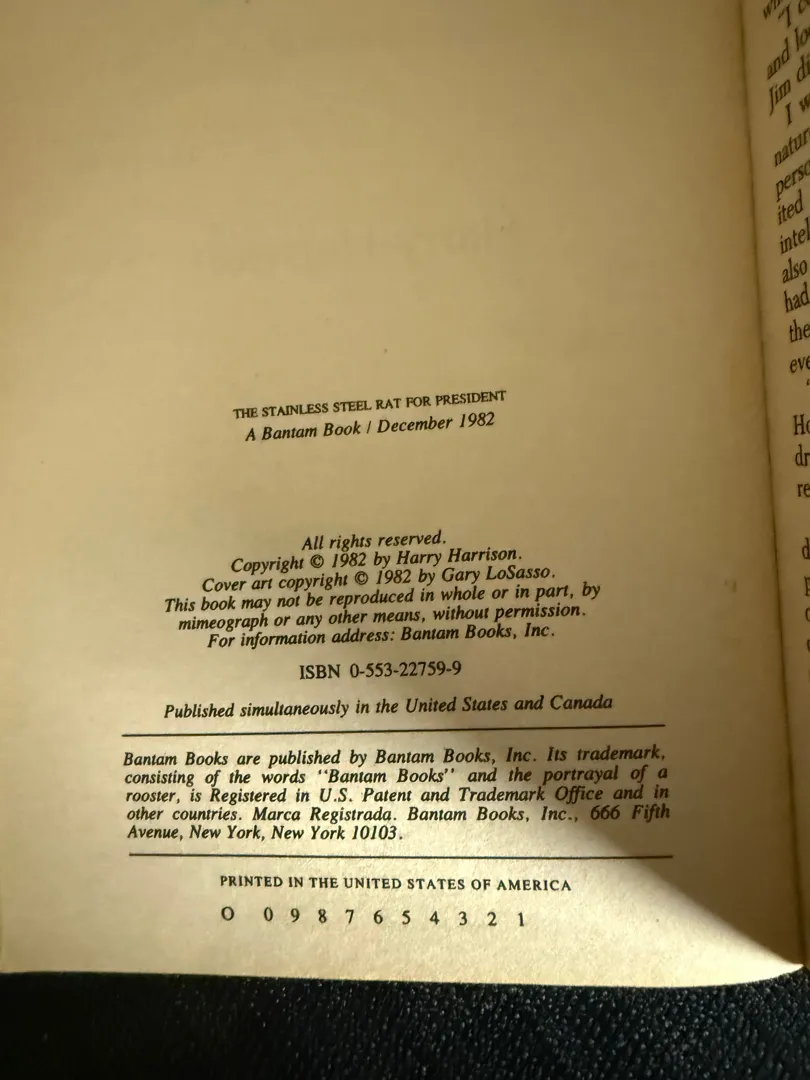 THE STAINLESS STEEL RAT FOR PRESIDENT
A Bantam Book / December 1982
All rights reserved.
Copyright © 1982 by Harry Harrison.
Cover art copyright © 1982 by Gary LoSasso.
This book may not be reproduced in whole or in part, by
mimeograph or any other means, without permission.
For information address: Bantam Books, Inc.
ISBN 0-553-22759-9
Published simultaneously in the United States and Canada
Bantam Books are published by Bantam Books, Inc. Its trademark,
consisting of the words "Bantam Books" and the portrayal of a
rooster, is Registered in U.S. Patent and Trademark Office and in
other countries. Marca Registrada. Bantam Books, Inc., 666 Fifth
Avenue, New York, New York 10103.
PRINTED IN THE UNITED STATES OF AMERICA
O 0 9 8 7 6 5 4 3 2 1
and
Jim
I
also
had
the